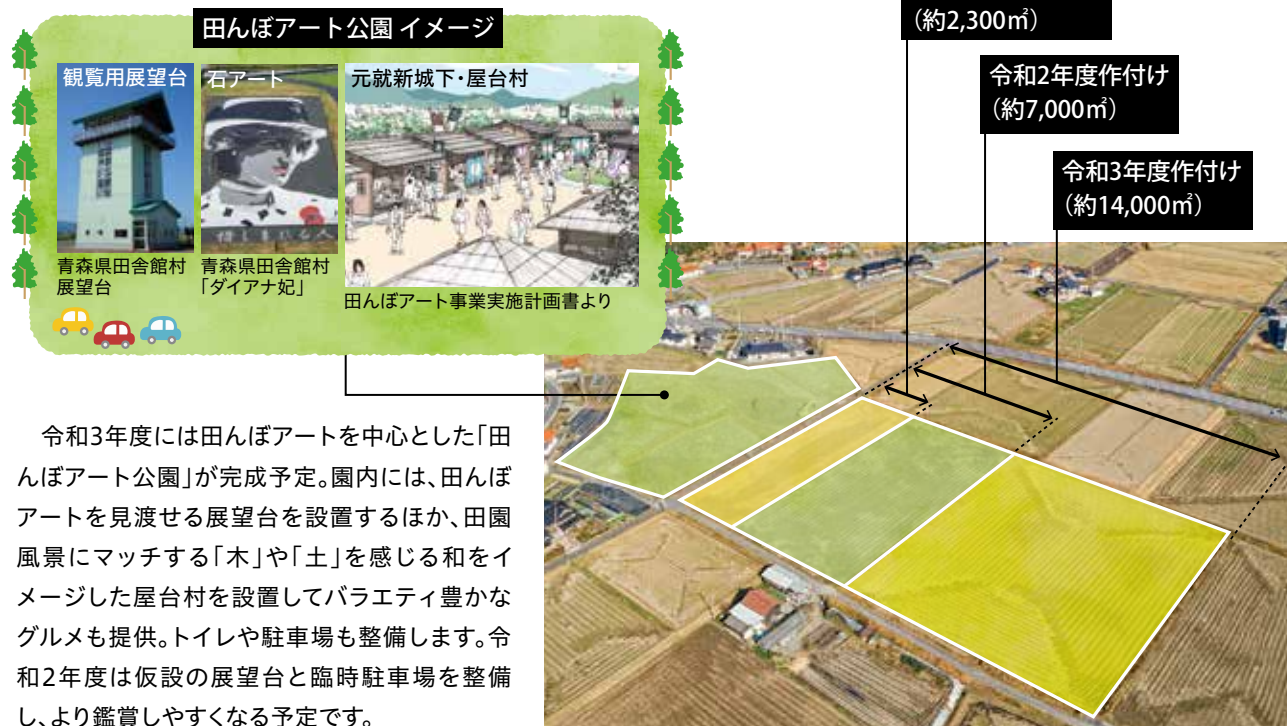 田んぼアート公園 イメージ
観覧用展望台
石アート
元就新城下・屋台村
青森県田舎館村
展望台
青森県田舎館村
「ダイアナ妃」
田んぼアート事業実施計画書より
（約2,300㎡）
令和2年度作付け
（約7,000㎡）
令和3年度作付け
（約14,000㎡）
令和3年度には田んぼアートを中心とした「田
んぼアート公園」が完成予定。園内には、田んぼ
アートを見渡せる展望台を設置するほか、田園
風景にマッチする「木」や「土」を感じる和をイ
メージした屋台村を設置してバラエティ豊かな
グルメも提供。トイレや駐車場も整備します。令
和2年度は仮設の展望台と臨時駐車場を整備
し、より鑑賞しやすくなる予定です。